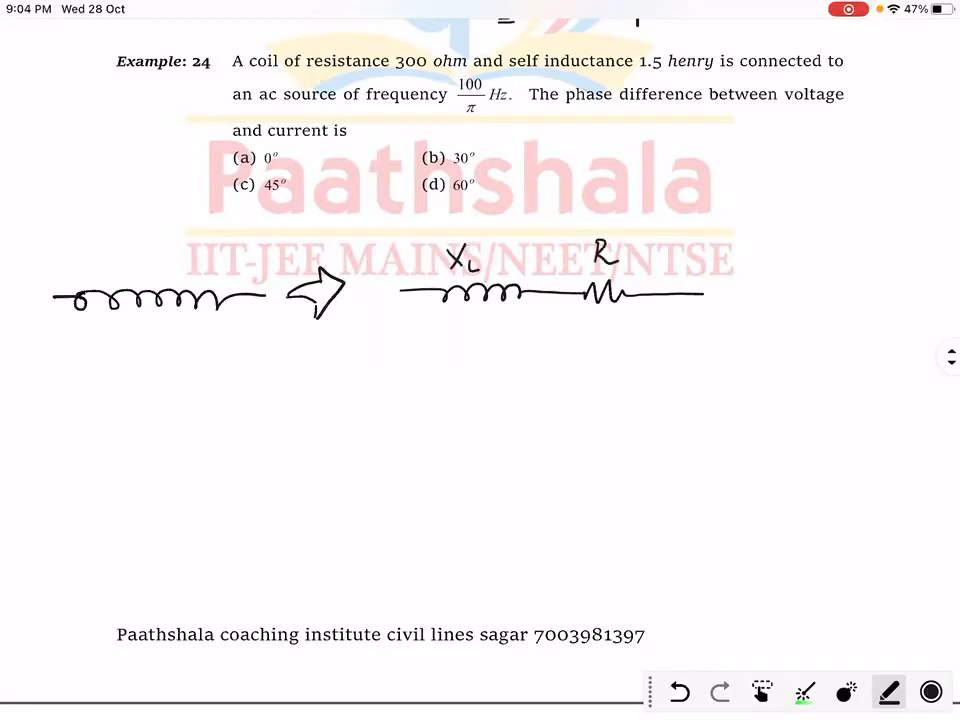 9:04 PM Wed 28 Oct
47%
Example: 24 A coil of resistance 300 ohm and self inductance 1.5 henry is connected to
an ac source of frequency 100/π Hz. The phase difference between voltage
and current is
(a) 0° (b) 30°
(c) 45° (d) 60°
Paathshala
IIT-JEE MAINS/NEET/NTSE
X_L R
Paathshala coaching institute civil lines sagar 7003981397